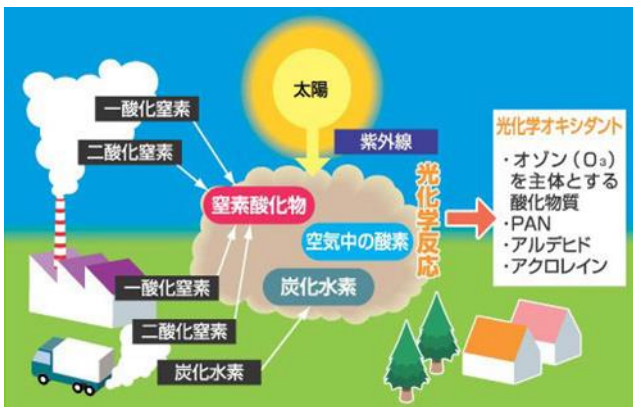 太陽
一酸化窒素
二酸化窒素
紫外線
窒素酸化物
空気中の酸素
炭化水素
光化学反応
一酸化窒素
二酸化窒素
炭化水素
光化学オキシダント
・オゾン(O₃)
を主体とする
酸化物質
・PAN
・アルデヒド
・アクロレイン